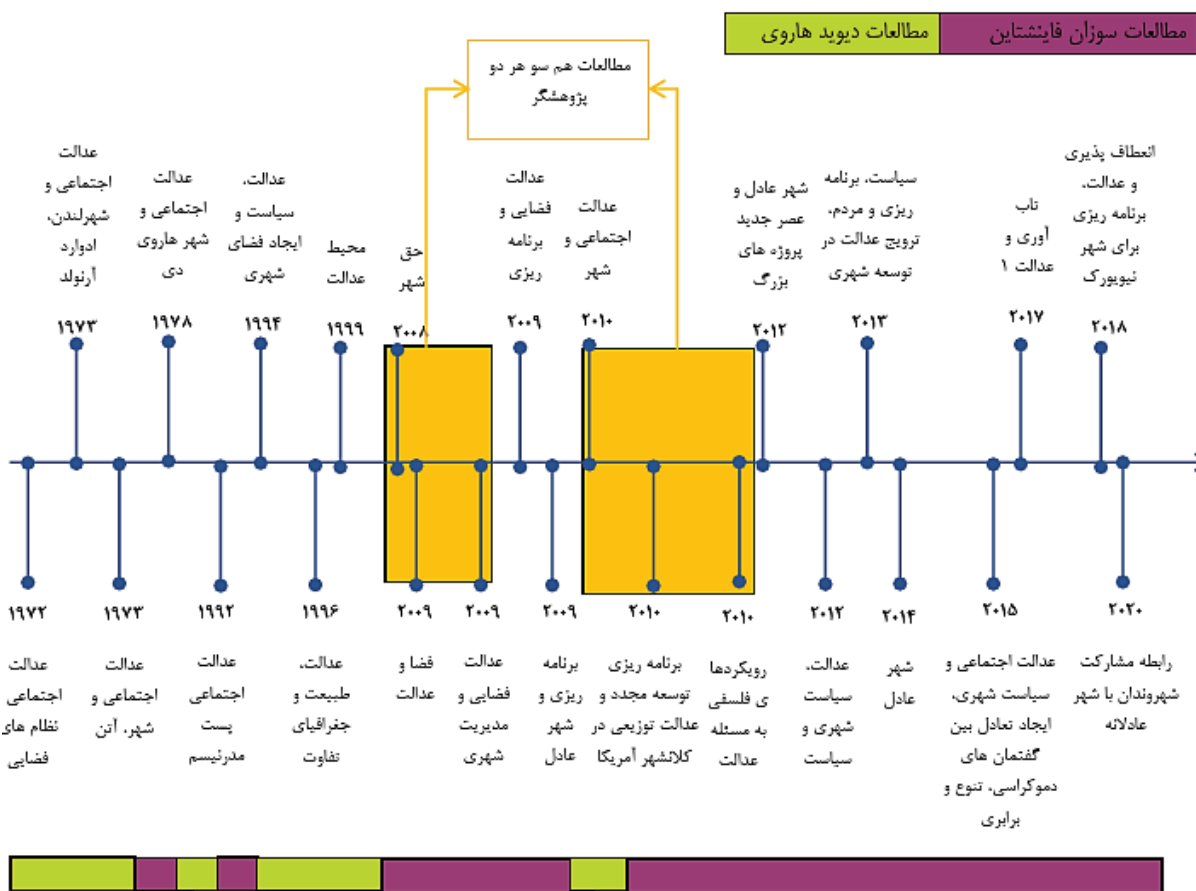 مطالعات سوزان فاینشتاین
مطالعات دیوید هاروی
مطالعات هم سو هر دو
پژوهشگر
عدالت
اجتماعی و
شهرلندن،
ادوارد
آرنولد
۱۹۷۳
عدالت
اجتماعی و
شهر هاروی
دی
۱۹۷۸
عدالت،
سیاست و
ایجاد فضای
شهری
۱۹۹۴
محیط
عدالت
۱۹۹۹
حق
شهر
۲۰۰۸
عدالت
فضایی و
برنامه
ریزی
۲۰۰۹
عدالت
اجتماعی و
شهر
۲۰۱۰
شهر عادل و
عصر جدید
پروژه های
بزرگ
۲۰۱۲
سیاست، برنامه
ریزی و مردم،
ترویج عدالت در
توسعه شهری
۲۰۱۳
تاب
آوری و
عدالت ۱
۲۰۱۷
انعطاف پذیری
و عدالت،
برنامه ریزی
برای شهر
نیویورک
۲۰۱۸
۱۹۷۲
عدالت
اجتماعی
نظام های
فضایی
۱۹۷۳
عدالت
اجتماعی و
شهر، آتن
۱۹۹۲
عدالت
اجتماعی
پست
مدرنیسم
۱۹۹۶
عدالت،
طبیعت و
جغرافیای
تفاوت
۲۰۰۹
فضا و
عدالت
۲۰۰۹
عدالت
فضایی و
مدیریت
شهری
۲۰۰۹
برنامه
ریزی و
شهر
عادل
۲۰۱۰
برنامه ریزی
توسعه مجدد و
عدالت توزیعی در
کلانشهر آمریکا
۲۰۱۰
رویکردها
ی فلسفی
به مسئله
عدالت
۲۰۱۲
عدالت،
سیاست
شهری و
سیاست
۲۰۱۴
شهر
عادل
۲۰۱۵
عدالت اجتماعی و
سیاست شهری،
ایجاد تعادل بین
گفتمان های
دموکراسی، تنوع و
برابری
۲۰۲۰
رابطه مشارکت
شهروندان با شهر
عادلانه